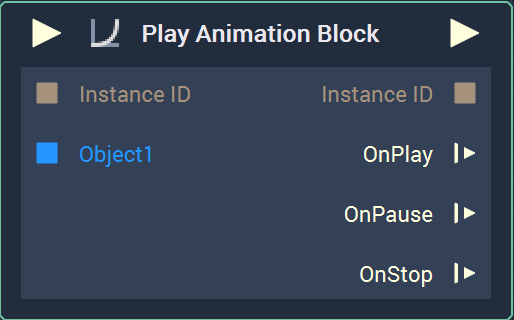 Play Animation Block
Instance ID Instance ID
Object1 OnPlay
OnPause
OnStop